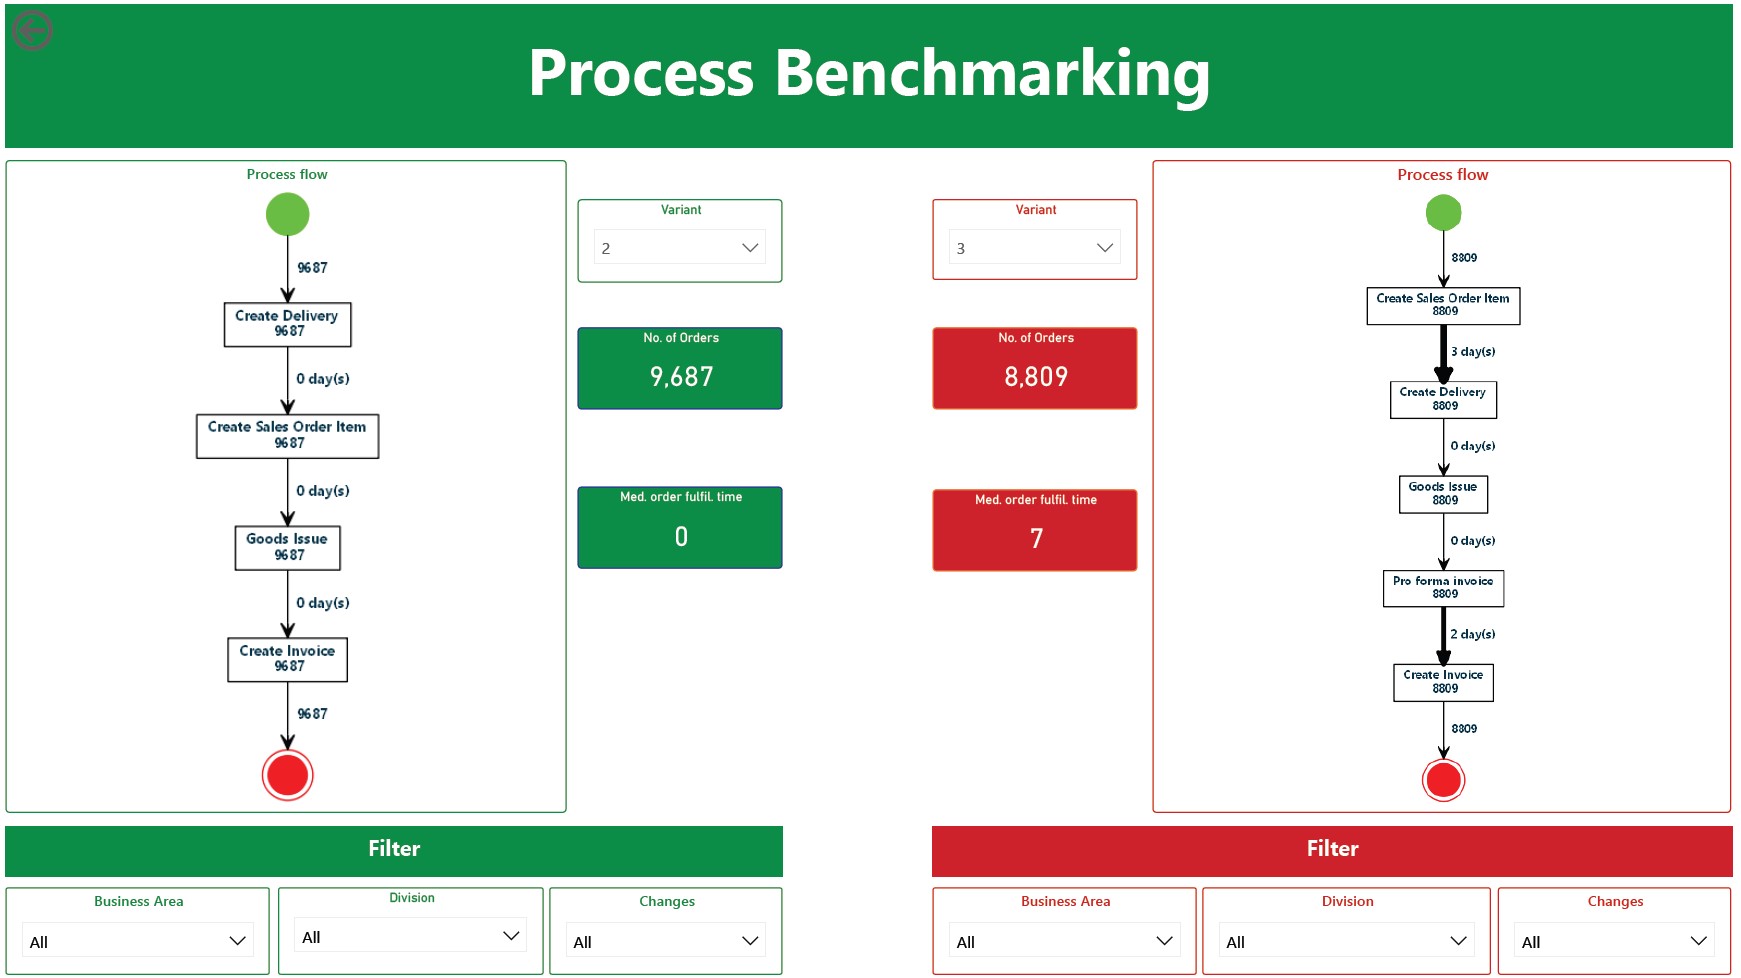 Process Benchmarking
Process flow
9687
Create Delivery
9687
0 day(s)
Create Sales Order Item
9687
0 day(s)
Goods Issue
9687
0 day(s)
Create Invoice
9687
9687
Variant
2
No. of Orders
9,687
Med. order fulfil. time
0
Variant
3
No. of Orders
8,809
Med. order fulfil. time
7
Process flow
8809
Create Sales Order Item
8809
3 day(s)
Create Delivery
8809
0 day(s)
Goods Issue
8809
0 day(s)
Pro forma invoice
8809
2 day(s)
Create Invoice
8809
8809
Filter
Business Area
All
Division
All
Changes
All
Filter
Business Area
All
Division
All
Changes
All